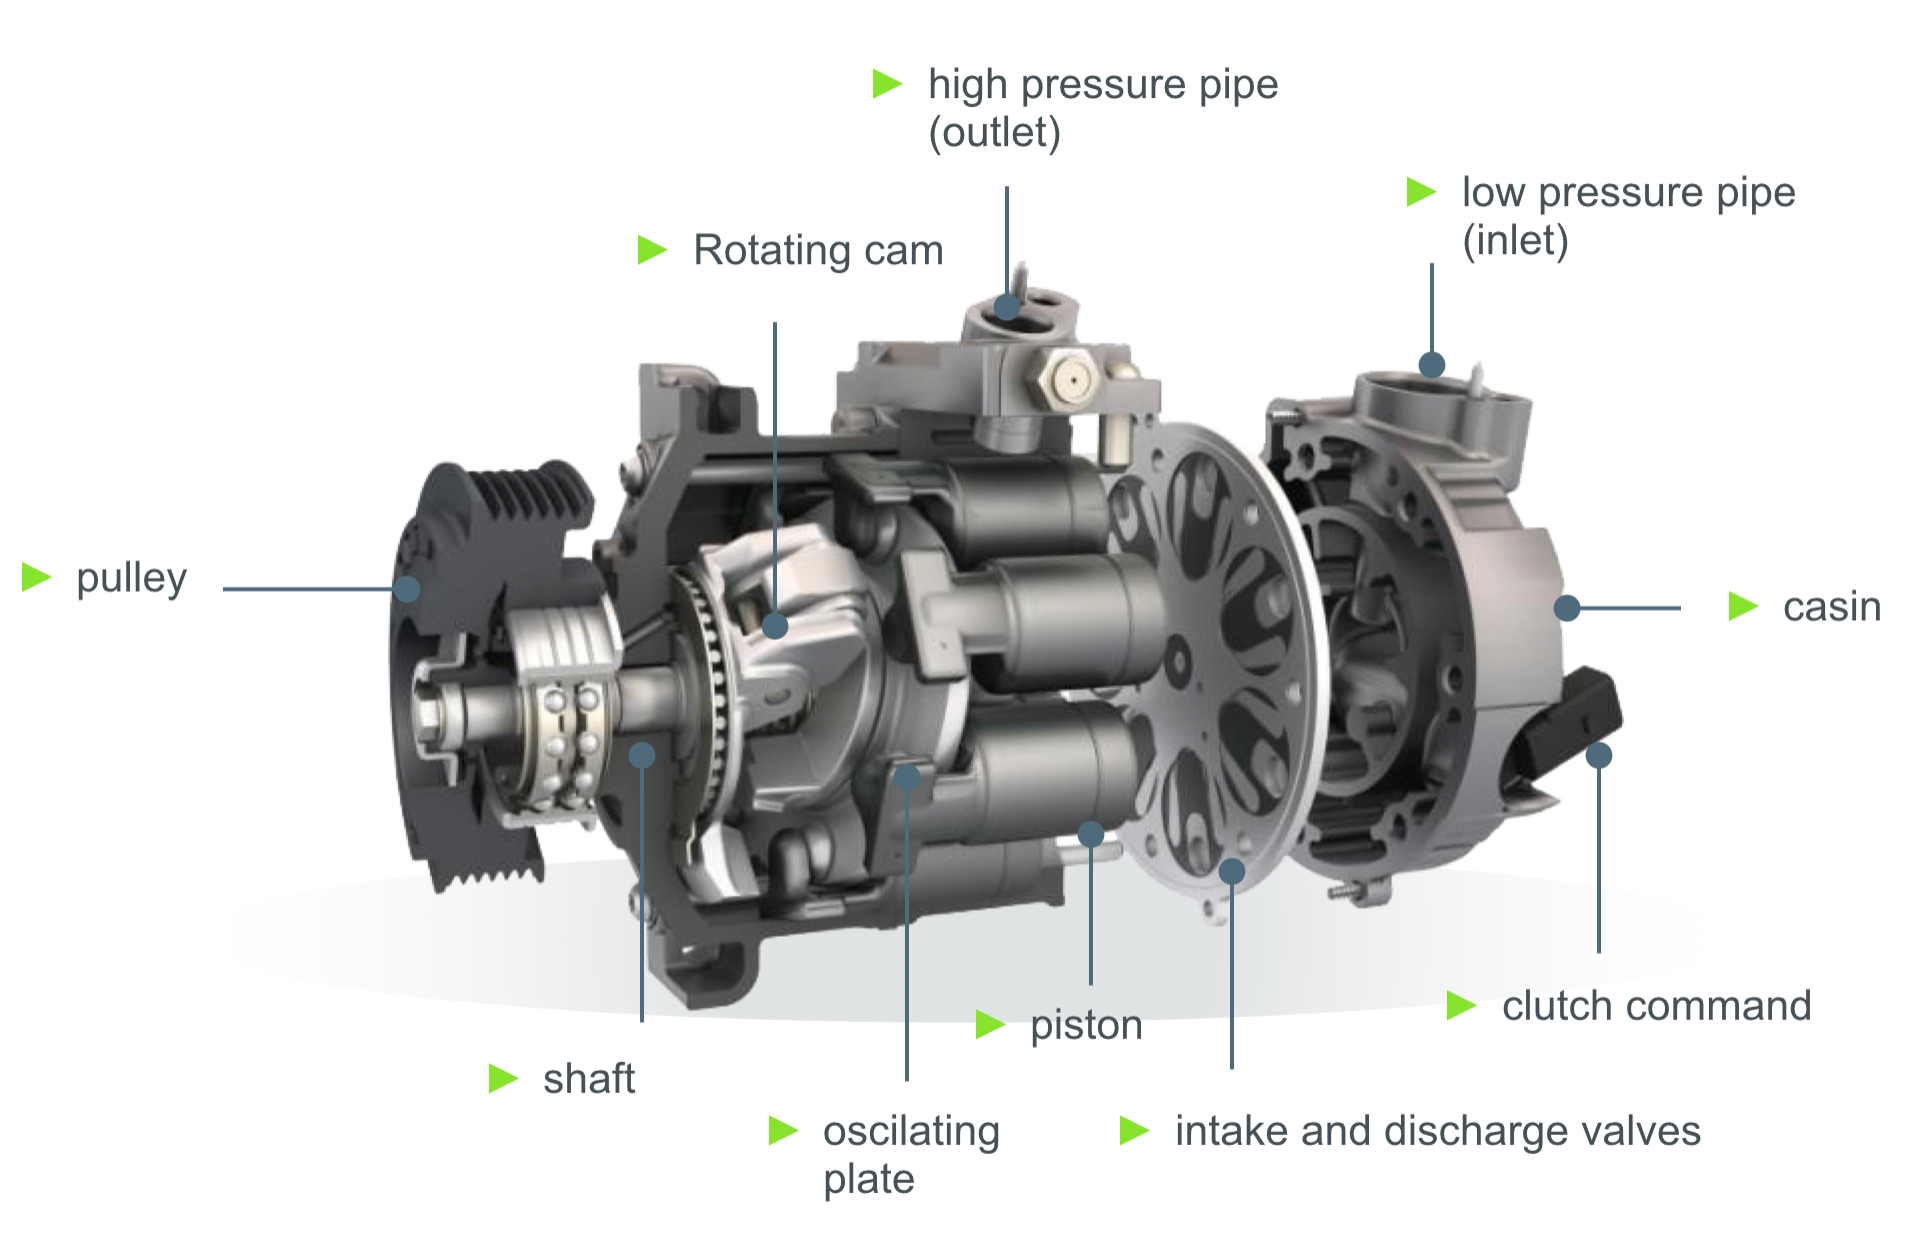 high pressure pipe
(outlet)
low pressure pipe
(inlet)
Rotating cam
pulley
casin
clutch command
piston
shaft
oscilating
plate
intake and discharge valves